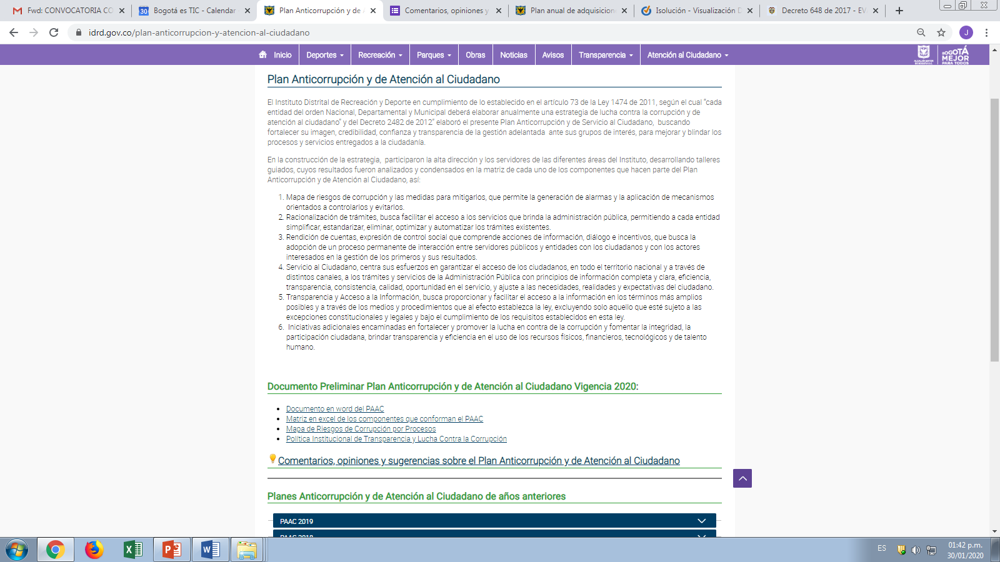 Fwd: CONVOCATORIA CO
Bogotá es TIC - Calendar
Plan Anticorrupción y de
Comentarios, opiniones y
Plan anual de adquisicion
Isolución - Visualización D
Decreto 648 de 2017 - EV
idrd.gov.co/plan-anticorrupcion-y-atencion-al-ciudadano
J
Inicio Deportes Recreación Parques Obras Noticias Avisos Transparencia Atención al Ciudadano
BOGOTÁ
MEJOR
PARA TODOS
Plan Anticorrupción y de Atención al Ciudadano
El Instituto Distrital de Recreación y Deporte en cumplimiento de lo establecido en el artículo 73 de la Ley 1474 de 2011, según el cual “cada
entidad del orden Nacional, Departamental y Municipal deberá elaborar anualmente una estrategia de lucha contra la corrupción y de
atención al ciudadano” y del Decreto 2482 de 2012” elaboró el presente Plan Anticorrupción y de Servicio al Ciudadano, buscando
fortalecer su imagen, credibilidad, confianza y transparencia de la gestión adelantada ante sus grupos de interés, para mejorar y blindar los
procesos y servicios entregados a la ciudadanía.
En la construcción de la estrategia, participaron la alta dirección y los servidores de las diferentes áreas del Instituto, desarrollando talleres
guiados, cuyos resultados fueron analizados y condensados en la matriz de cada uno de los componentes que hacen parte del Plan
Anticorrupción y de Atención al Ciudadano, así:
1. Mapa de riesgos de corrupción y las medidas para mitigarlos, que permite la generación de alarmas y la aplicación de mecanismos
orientados a controlarlos y evitarlos.
2. Racionalización de trámites, busca facilitar el acceso a los servicios que brinda la administración pública, permitiendo a cada entidad
simplificar, estandarizar, eliminar, optimizar y automatizar los trámites existentes.
3. Rendición de cuentas, expresión de control social que comprende acciones de información, diálogo e incentivos, que busca la
adopción de un proceso permanente de interacción entre servidores públicos y entidades con los ciudadanos y con los actores
interesados en la gestión de los primeros y sus resultados.
4. Servicio al Ciudadano, centra sus esfuerzos en garantizar el acceso de los ciudadanos, en todo el territorio nacional y a través de
distintos canales, a los trámites y servicios de la Administración Pública con principios de información completa y clara, eficiencia,
transparencia, consistencia, calidad, oportunidad en el servicio, y ajuste a las necesidades, realidades y expectativas del ciudadano.
5. Transparencia y Acceso a la Información, busca proporcionar y facilitar el acceso a la información en los términos más amplios
posibles y a través de los medios y procedimientos que al efecto establezca la ley, excluyendo solo aquello que esté sujeto a las
excepciones constitucionales y legales y bajo el cumplimiento de los requisitos establecidos en esta ley.
6. Iniciativas adicionales encaminadas en fortalecer y promover la lucha en contra de la corrupción y fomentar la integridad, la
participación ciudadana, brindar transparencia y eficiencia en el uso de los recursos físicos, financieros, tecnológicos y de talento
humano.
Documento Preliminar Plan Anticorrupción y de Atención al Ciudadano Vigencia 2020:
Documento en word del PAAC
Matriz en excel de los componentes que conforman el PAAC
Mapa de Riesgos de Corrupción por Procesos
Política Institucional de Transparencia y Lucha Contra la Corrupción
Comentarios, opiniones y sugerencias sobre el Plan Anticorrupción y de Atención al Ciudadano
Planes Anticorrupción y de Atención al Ciudadano de años anteriores
PAAC 2019
PAAC 2018
ES
01:42 p.m.
30/01/2020